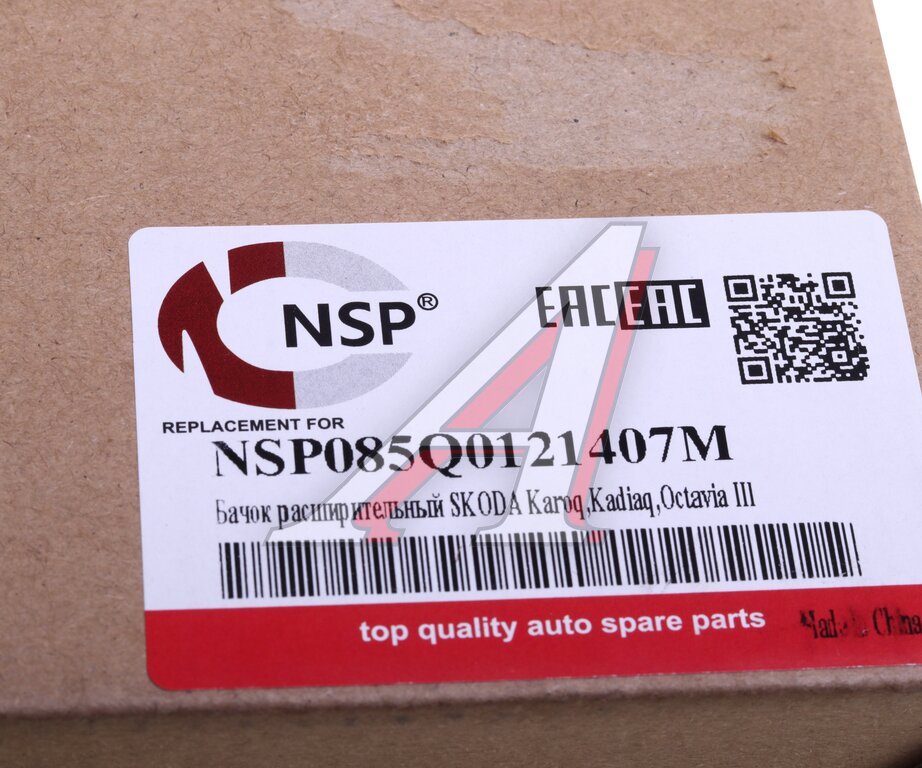 NSP®
EAC EAC
REPLACEMENT FOR
NSP085Q0121407M
Бачок расширительный SKODA Karoq,Kadiaq,Octavia III
top quality auto spare parts
Made in China